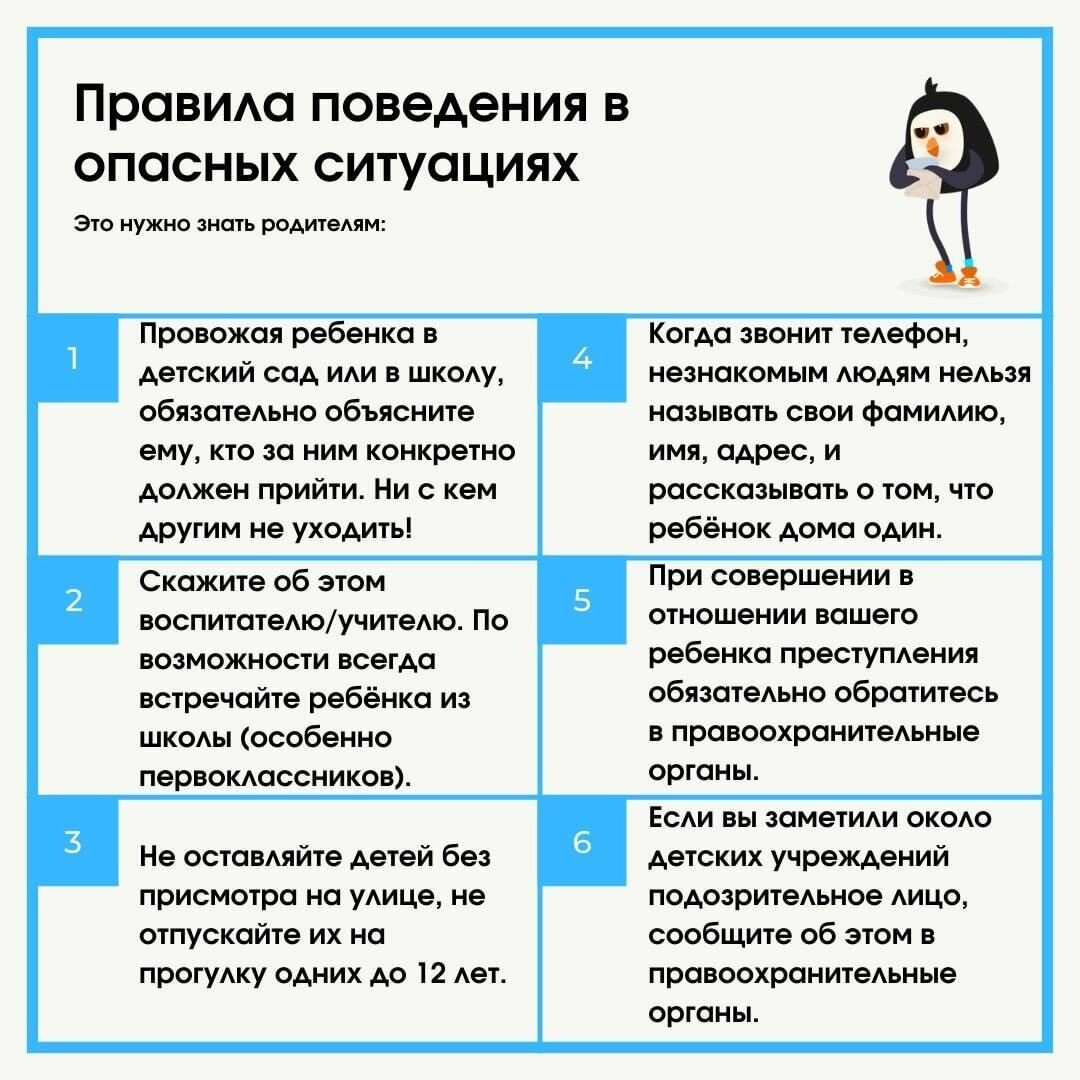 Правила поведения в
опасных ситуациях
Это нужно знать родителям:
1
Провожая ребенка в
детский сад или в школу,
обязательно объясните
ему, кто за ним конкретно
должен прийти. Ни с кем
другим не уходить!
2
Скажите об этом
воспитателю/учителю. По
возможности всегда
встречайте ребёнка из
школы (особенно
первоклассников).
3
Не оставляйте детей без
присмотра на улице, не
отпускайте их на
прогулку одних до 12 лет.
4
Когда звонит телефон,
незнакомым людям нельзя
называть свои фамилию,
имя, адрес, и
рассказывать о том, что
ребёнок дома один.
5
При совершении в
отношении вашего
ребенка преступления
обязательно обратитесь
в правоохранительные
органы.
6
Если вы заметили около
детских учреждений
подозрительное лицо,
сообщите об этом в
правоохранительные
органы.